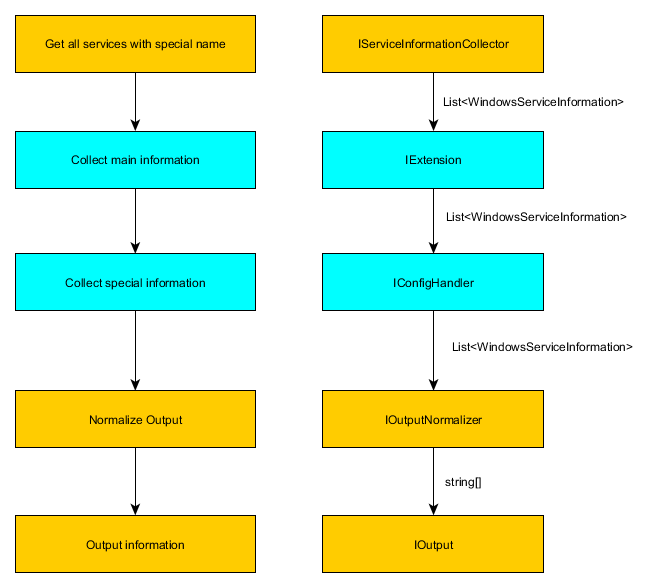 Get all services with special name
IServiceInformationCollector
List<WindowsServiceInformation>
Collect main information
IExtension
List<WindowsServiceInformation>
Collect special information
IConfigHandler
List<WindowsServiceInformation>
Normalize Output
IOutputNormalizer
string[]
Output information
IOutput